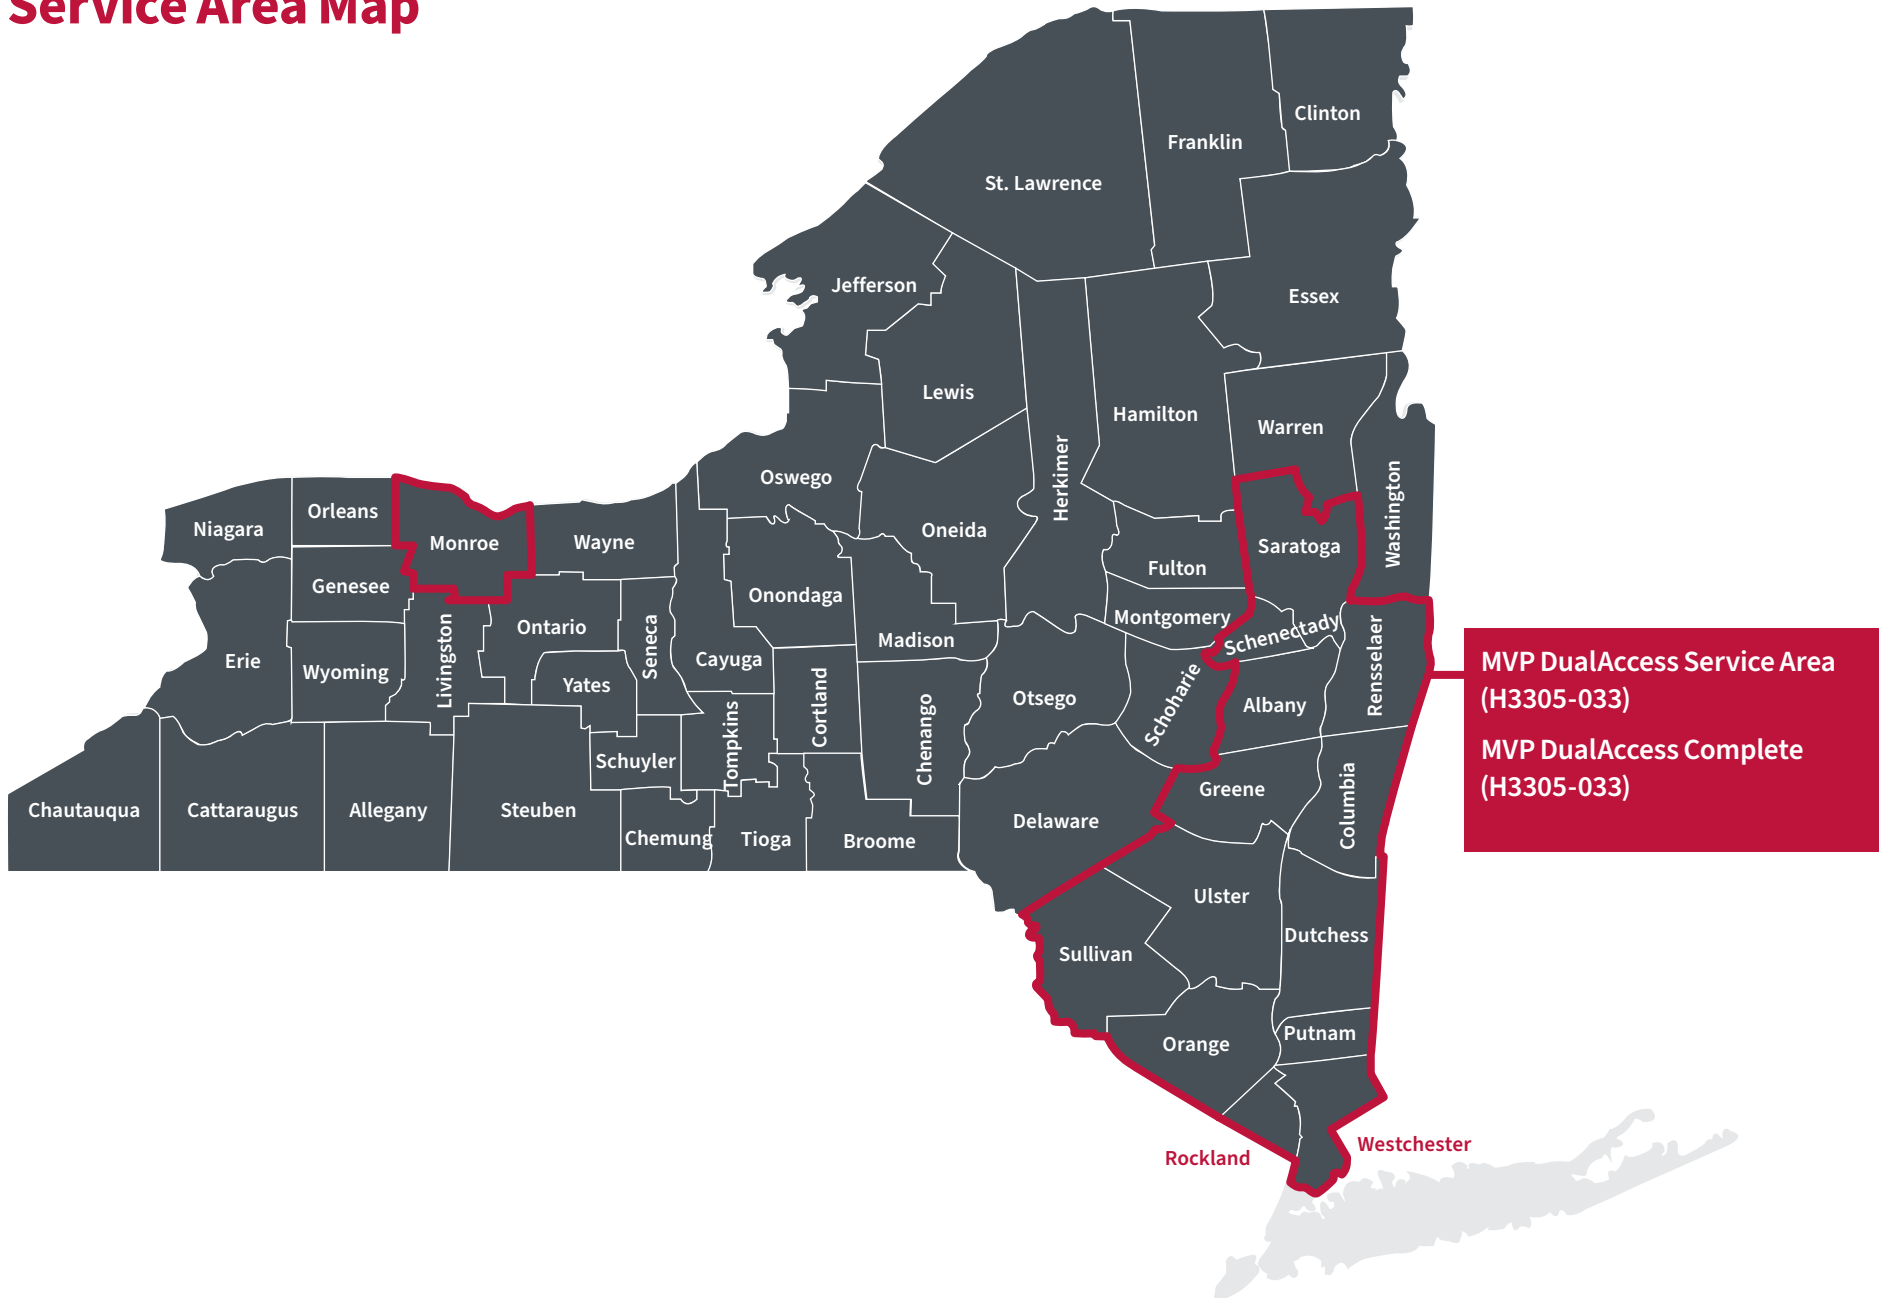 Service Area Map
Clinton
Franklin
St. Lawrence
Jefferson
Essex
Lewis
Hamilton
Warren
Herkimer
Washington
Oswego
Orleans
Niagara
Monroe
Wayne
Oneida
Saratoga
Fulton
Genesee
Onondaga
Montgomery
Ontario
Schenectady
Madison
Seneca
Livingston
Rensselaer
Erie
Cayuga
Wyoming
Yates
Otsego
Schoharie
Albany
Cortland
Chenango
Tompkins
Schuyler
Greene
Columbia
Chautauqua
Cattaraugus
Allegany
Steuben
Chemung
Tioga
Broome
Delaware
Ulster
Dutchess
Sullivan
Putnam
Orange
Rockland
Westchester
MVP DualAccess Service Area
(H3305-033)
MVP DualAccess Complete
(H3305-033)